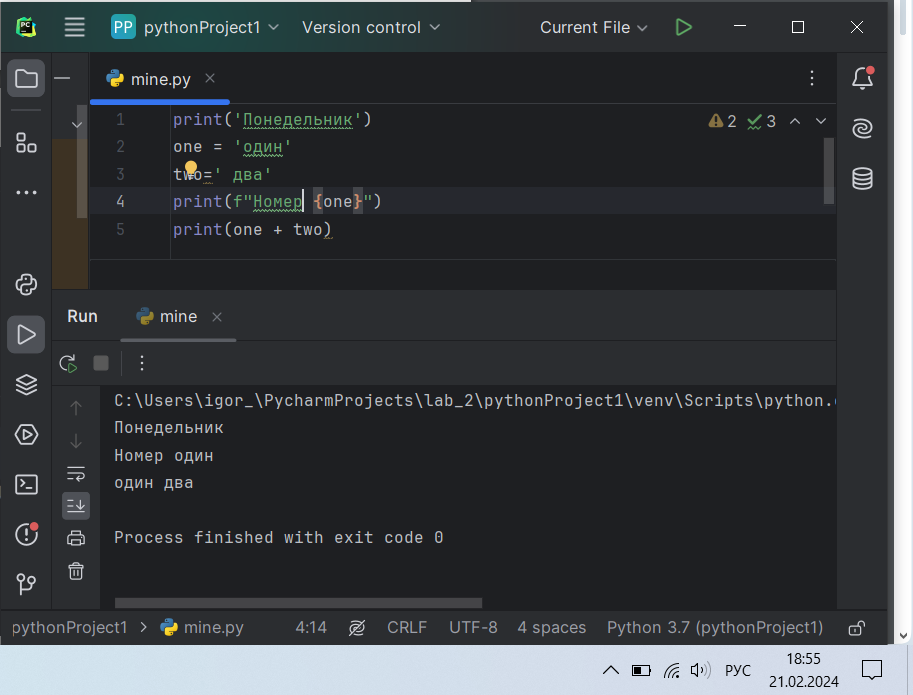 PC
PP pythonProject1 Version control Current File
mine.py
1 print('Понедельник')
2 3
2 one = 'один'
3 two=' два'
4 print(f"Номер {one}")
5 print(one + two)
Run mine
C:\Users\igor_\PycharmProjects\lab_2\pythonProject1\venv\Scripts\python.
Понедельник
Номер один
один два
Process finished with exit code 0
pythonProject1 > mine.py 4:14 CRLF UTF-8 4 spaces Python 3.7 (pythonProject1)
РУС
18:55
21.02.2024